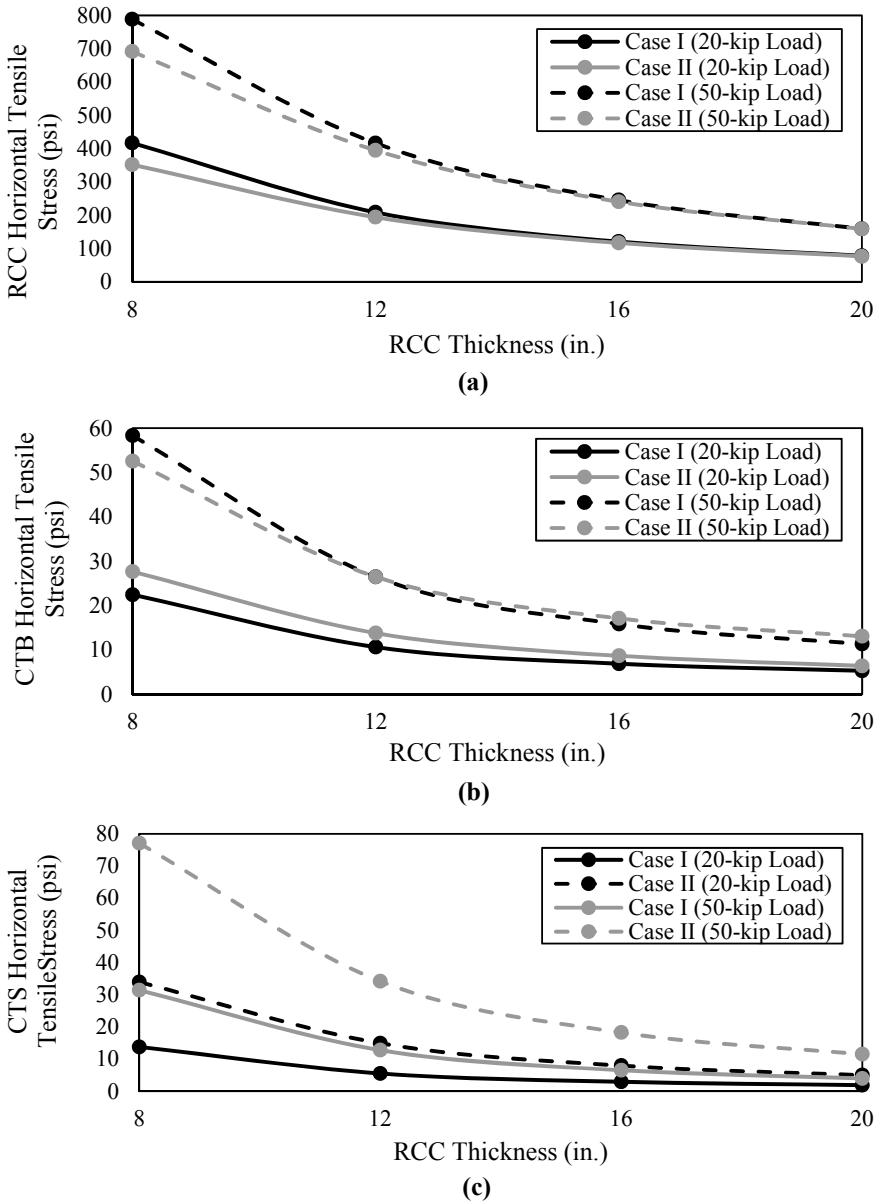 RCC Horizontal Tensile
Stress (psi)
800
700
600
500
400
300
200
100
0
Case I (20-kip Load)
Case II (20-kip Load)
Case I (50-kip Load)
Case II (50-kip Load)
8
12
16
20
RCC Thickness (in.)
(a)
CTB Horizontal Tensile
Stress (psi)
60
50
40
30
20
10
0
Case I (20-kip Load)
Case II (20-kip Load)
Case I (50-kip Load)
Case II (50-kip Load)
8
12
16
20
RCC Thickness (in.)
(b)
CTS Horizontal
TensileStress (psi)
80
70
60
50
40
30
20
10
0
Case I (20-kip Load)
Case II (20-kip Load)
Case I (50-kip Load)
Case II (50-kip Load)
8
12
16
20
RCC Thickness (in.)
(c)